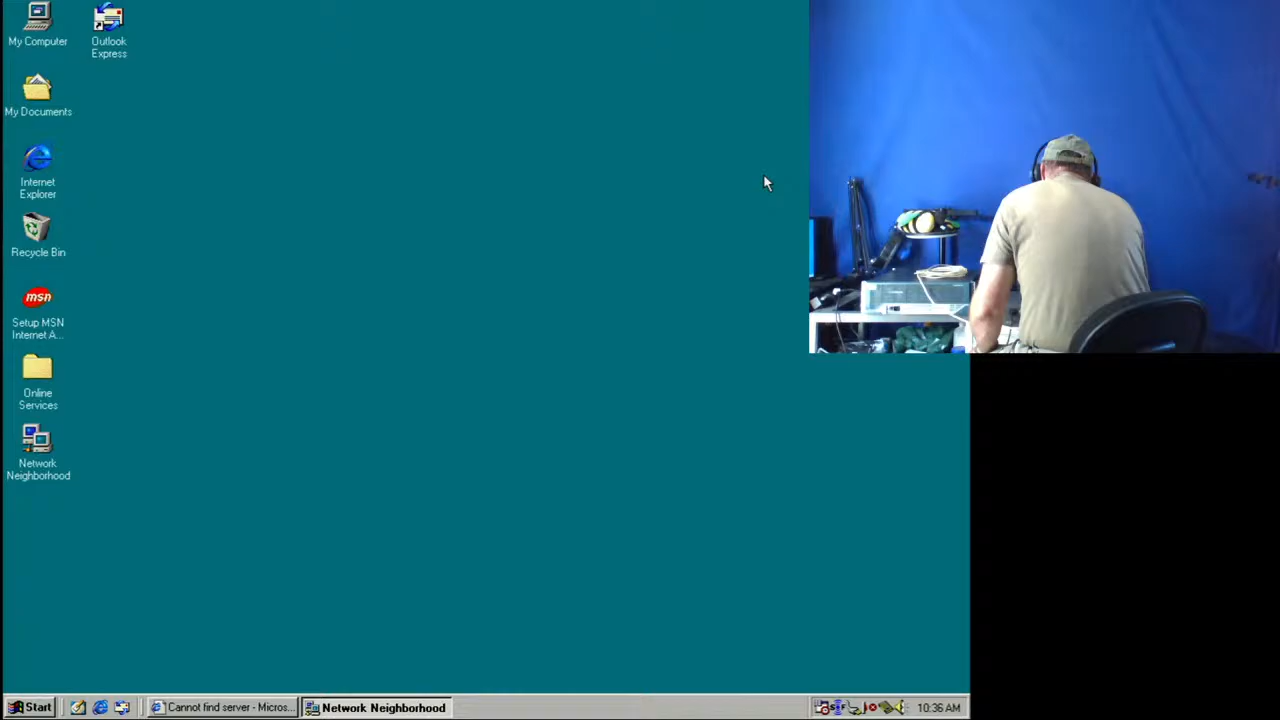 My Computer
Outlook
Express
My Documents
Internet
Explorer
Recycle Bin
msn
Setup MSN
Internet A...
Online
Services
Network
Neighborhood
Start
Cannot find server - Micros...
Network Neighborhood
10:36 AM